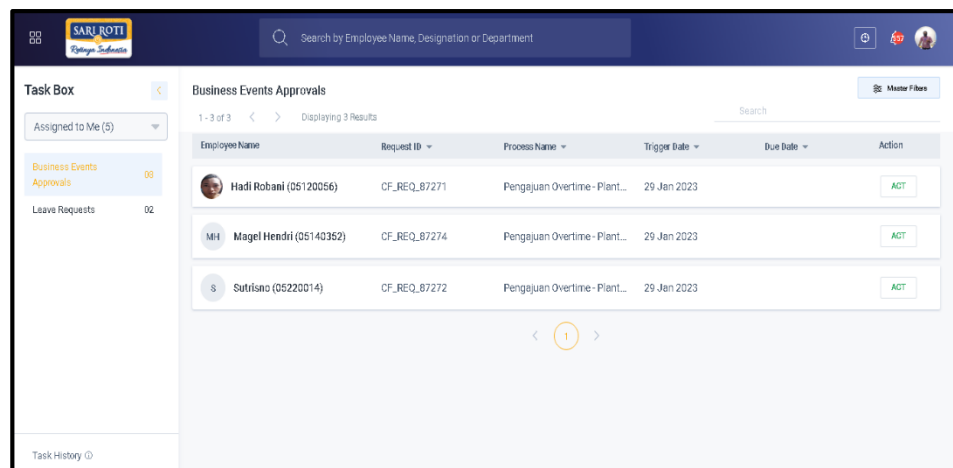 SARI ROTI
Rotinya Indonesia
Search by Employee Name, Designation or Department
Task Box
Assigned to Me (5)
Business Events
Approvals
Leave Requests 02
Business Events Approvals
Master Filters
1 - 3 of 3 Displaying 3 Results
Search
Employee Name Request ID Process Name Trigger Date Due Date Action
Hadi Robani (05120056) CF_REQ_87271 Pengajuan Overtime - Plant... 29 Jan 2023 ACT
MH Magel Hendri (05140352) CF_REQ_87274 Pengajuan Overtime - Plant... 29 Jan 2023 ACT
S Sutrisno (05220014) CF_REQ_87272 Pengajuan Overtime - Plant... 29 Jan 2023 ACT
1
Task History